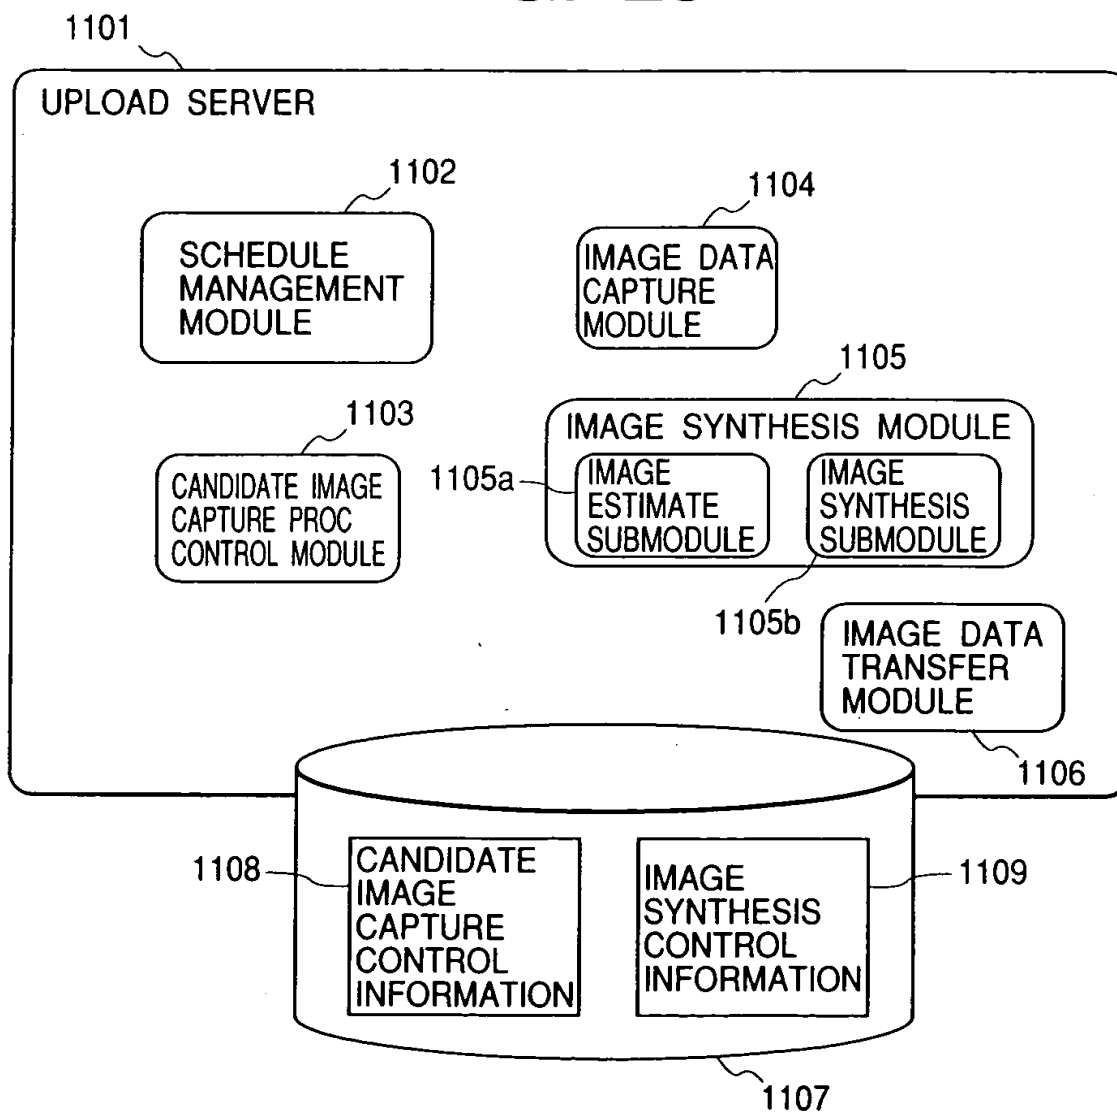 1101
UPLOAD SERVER
1102
SCHEDULE
MANAGEMENT
MODULE
1104
IMAGE DATA
CAPTURE
MODULE
1103
CANDIDATE IMAGE
CAPTURE PROC
CONTROL MODULE
1105
IMAGE SYNTHESIS MODULE
1105a
IMAGE
ESTIMATE
SUBMODULE
IMAGE
SYNTHESIS
SUBMODULE
1105b
IMAGE DATA
TRANSFER
MODULE
1106
1108
CANDIDATE
IMAGE
CAPTURE
CONTROL
INFORMATION
IMAGE
SYNTHESIS
CONTROL
INFORMATION
1109
1107